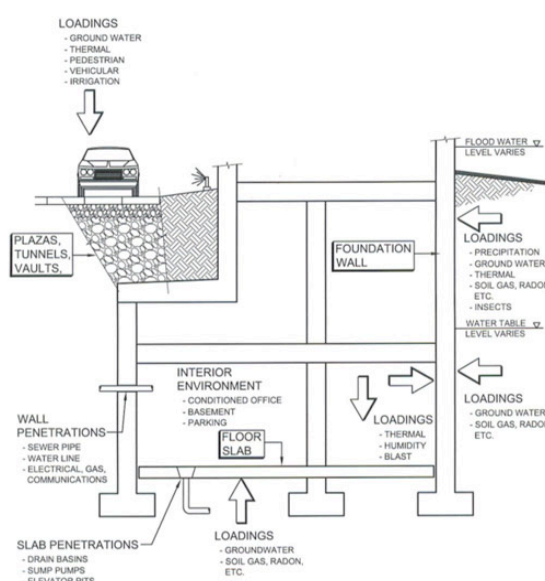 LOADINGS
- GROUND WATER
- THERMAL
- PEDESTRIAN
- VEHICULAR
- IRRIGATION
FLOOD WATER
LEVEL VARIES
PLAZAS,
TUNNELS,
VAULTS,
FOUNDATION
WALL
LOADINGS
- PRECIPITATION
- GROUND WATER
- THERMAL
- SOIL GAS, RADON
ETC.
- INSECTS
WATER TABLE
LEVEL VARIES
INTERIOR
ENVIRONMENT
- CONDITIONED OFFICE
- BASEMENT
- PARKING
FLOOR
SLAB
LOADINGS
- THERMAL
- HUMIDITY
- BLAST
LOADINGS
- GROUND WATER
- SOIL GAS, RADON
ETC.
WALL
PENETRATIONS
- SEWER PIPE
- WATER LINE
- ELECTRICAL, GAS,
COMMUNICATIONS
SLAB PENETRATIONS
- DRAIN BASINS
- SUMP PUMPS
- ELEVATOR PITS
LOADINGS
- GROUNDWATER
- SOIL GAS, RADON,
ETC.